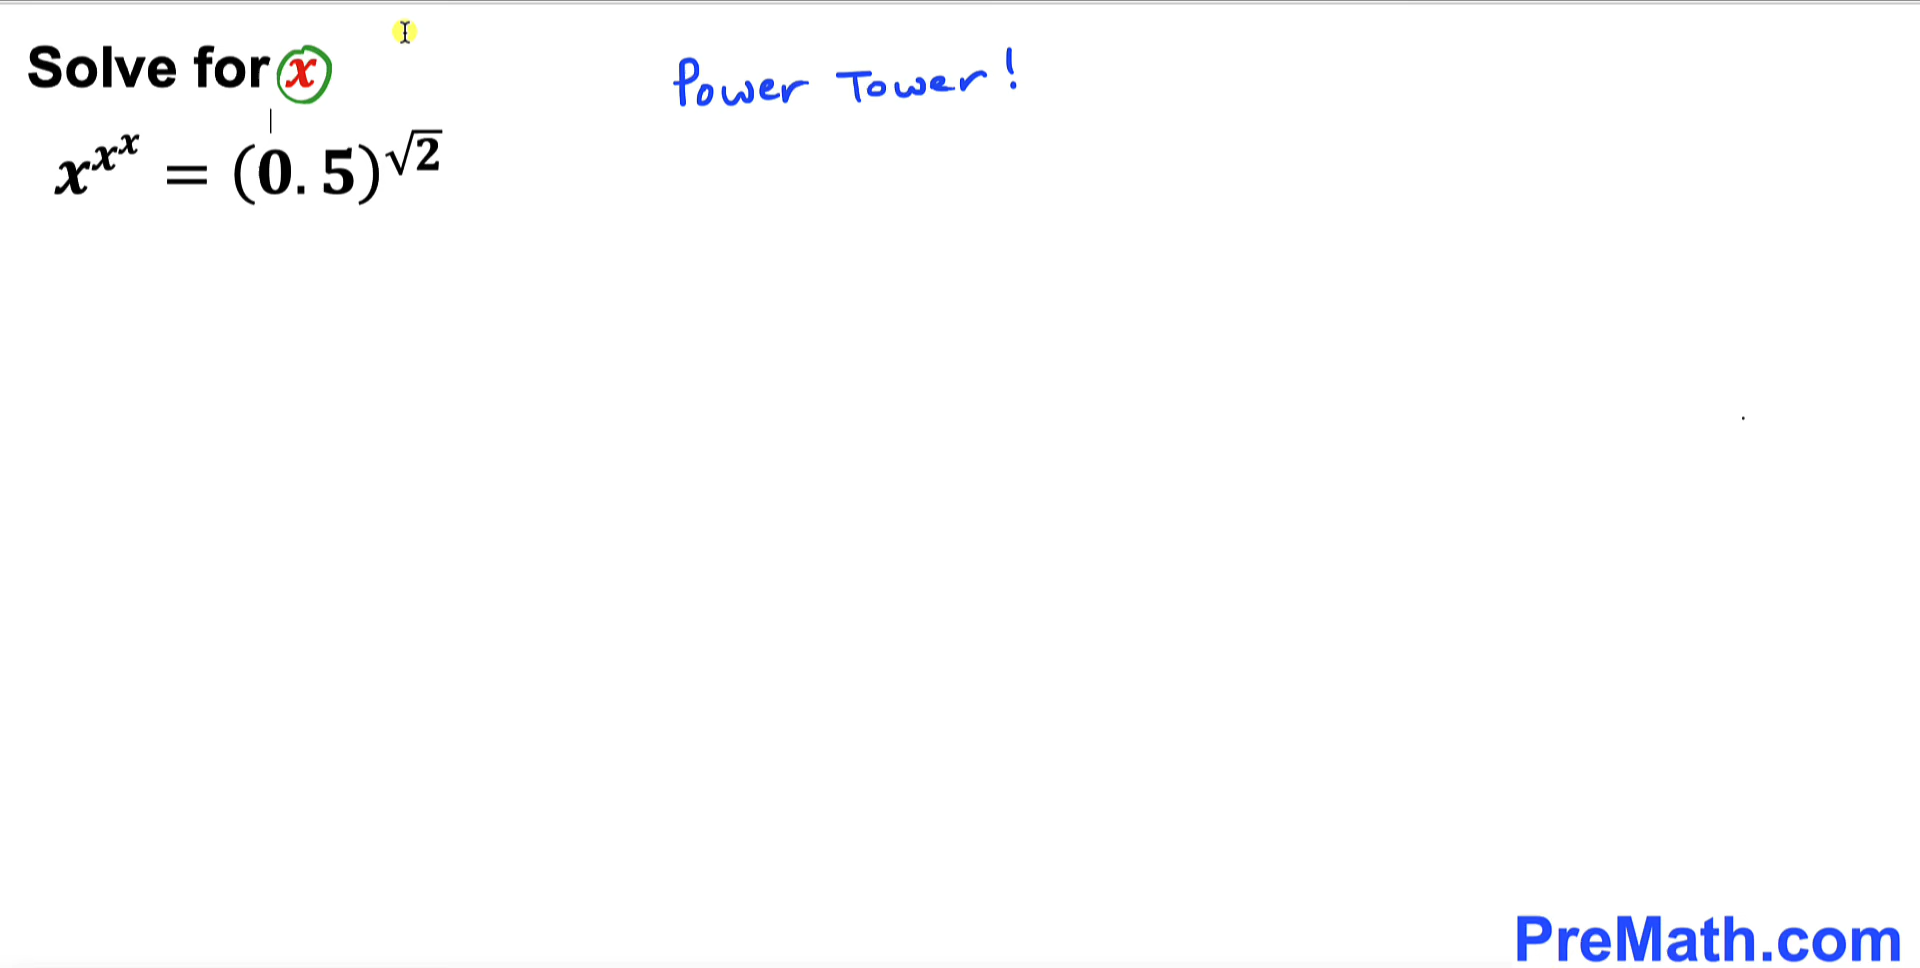 Solve for x
Power Tower!
x^{x^x} = (0.5)^{√2}
PreMath.com